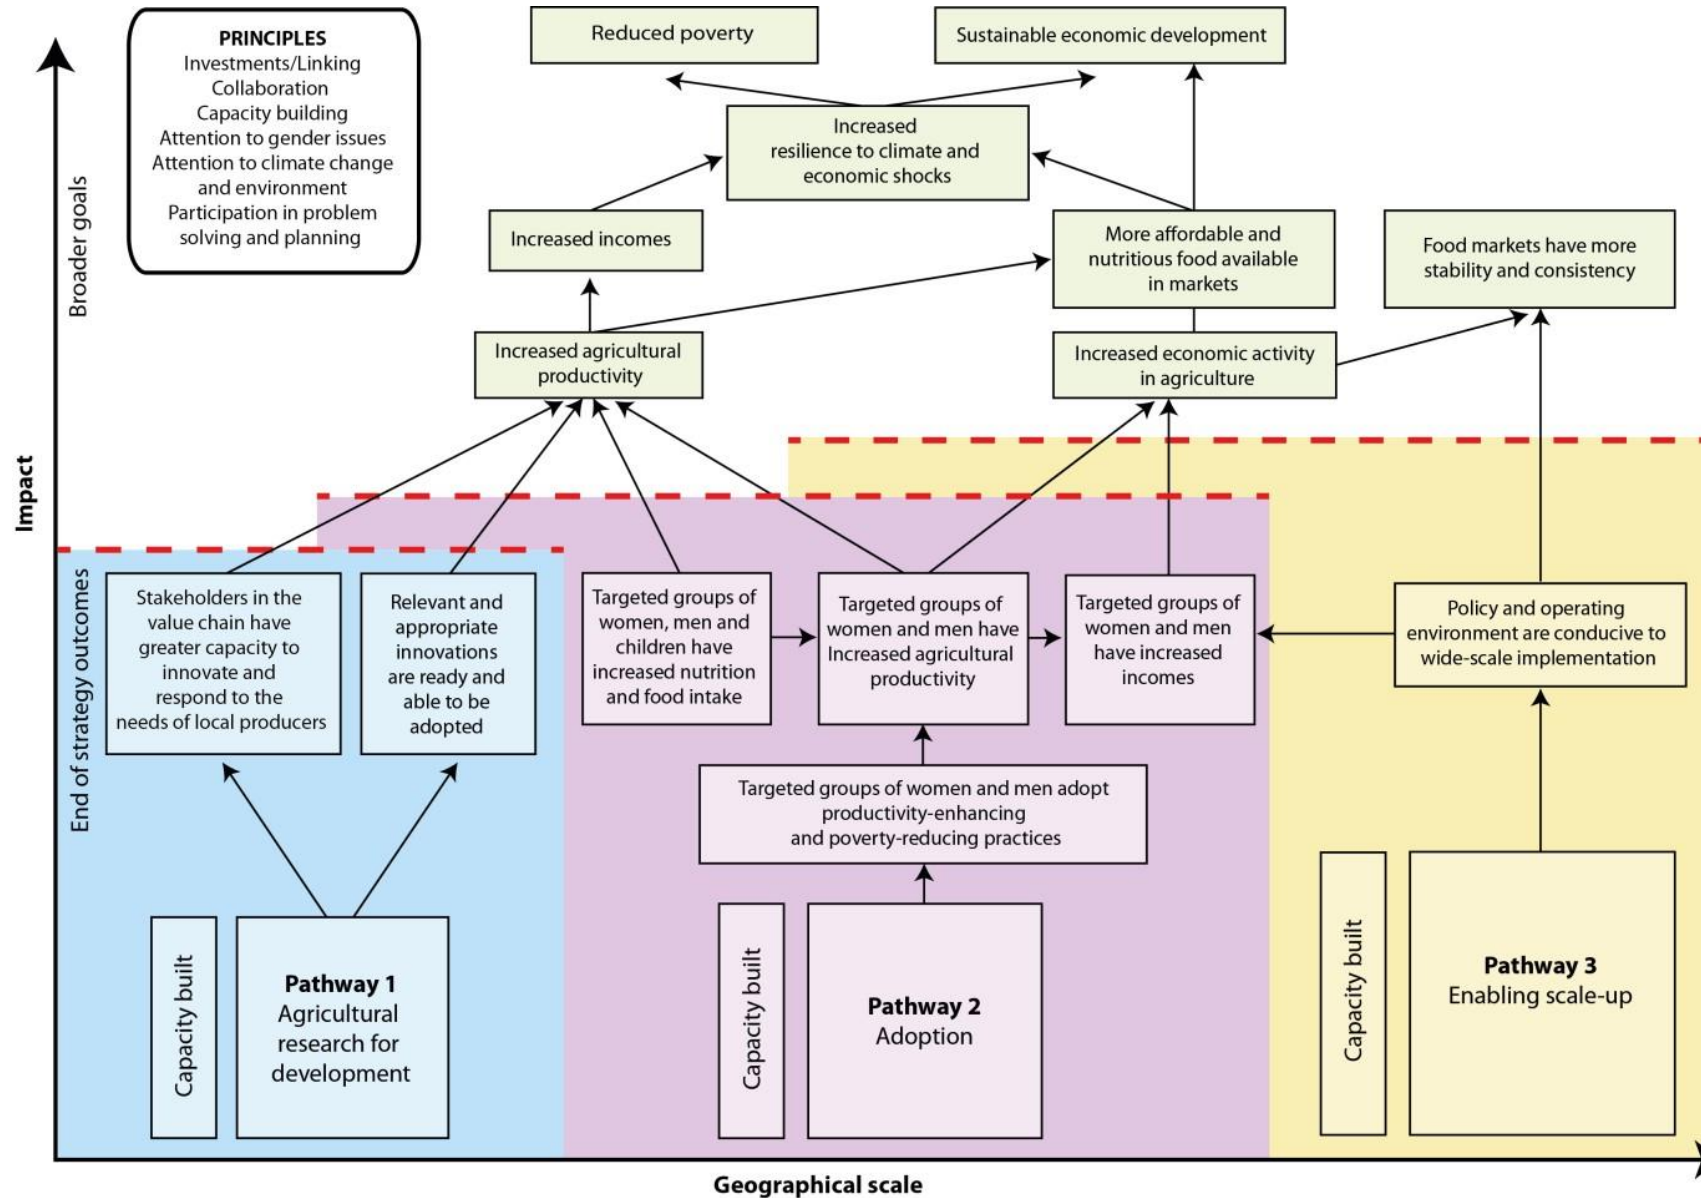 PRINCIPLES
Investments/Linking
Collaboration
Capacity building
Attention to gender issues
Attention to climate change
and environment
Participation in problem
solving and planning
Reduced poverty
Sustainable economic development
Increased
resilience to climate and
economic shocks
Broader goals
Increased incomes
More affordable and
nutritious food available
in markets
Food markets have more
stability and consistency
Increased agricultural
productivity
Increased economic activity
in agriculture
Impact
End of strategy outcomes
Stakeholders in the
value chain have
greater capacity to
innovate and
respond to the
needs of local producers
Relevant and
appropriate
innovations
are ready and
able to be
adopted
Targeted groups of
women, men and
children have
increased nutrition
and food intake
Targeted groups of
women and men have
Increased agricultural
productivity
Targeted groups of
women and men
have increased
incomes
Policy and operating
environment are conducive to
wide-scale implementation
Targeted groups of women and men adopt
productivity-enhancing
and poverty-reducing practices
Capacity built
Pathway 1
Agricultural
research for
development
Capacity built
Pathway 2
Adoption
Capacity built
Pathway 3
Enabling scale-up
Geographical scale